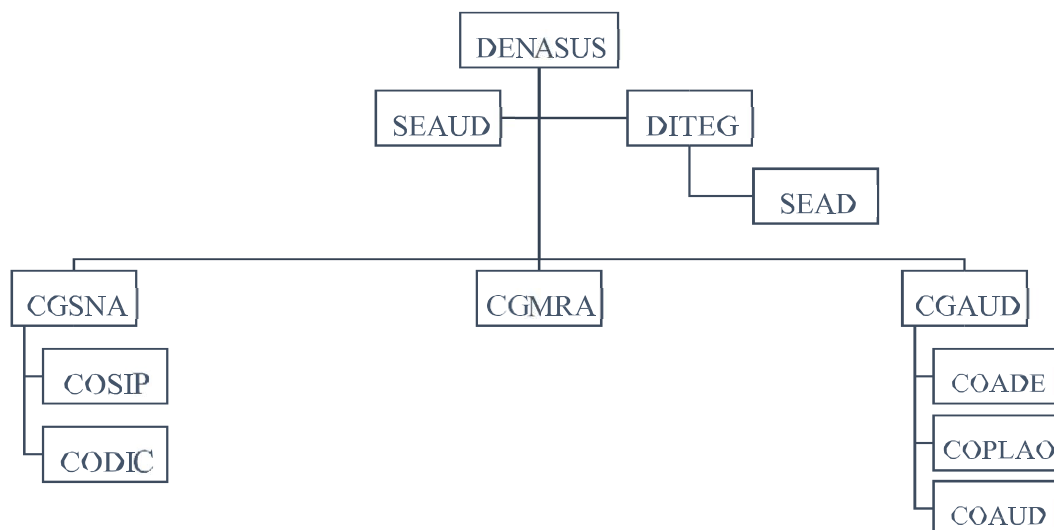 DENASUS
SEAUD
DITEG
SEAD
CGSNA
CGMRA
CGAUD
COSIP
CODIC
COADE
COPLAO
COAUD